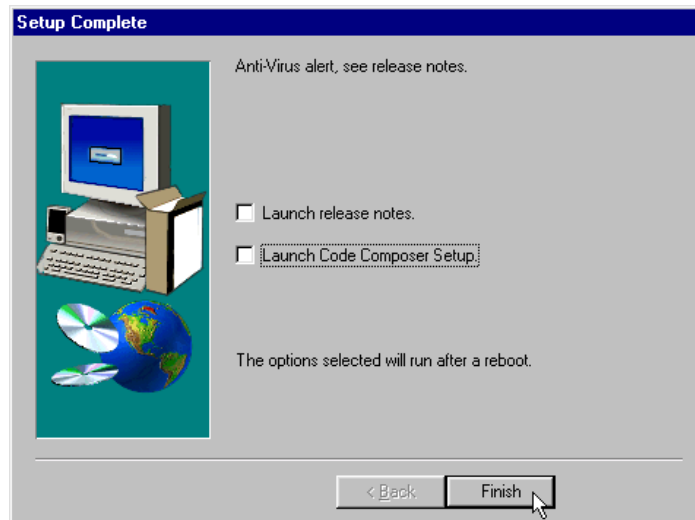 Setup Complete
Anti-Virus alert, see release notes.
Launch release notes.
Launch Code Composer Setup.
The options selected will run after a reboot.
< Back
Finish